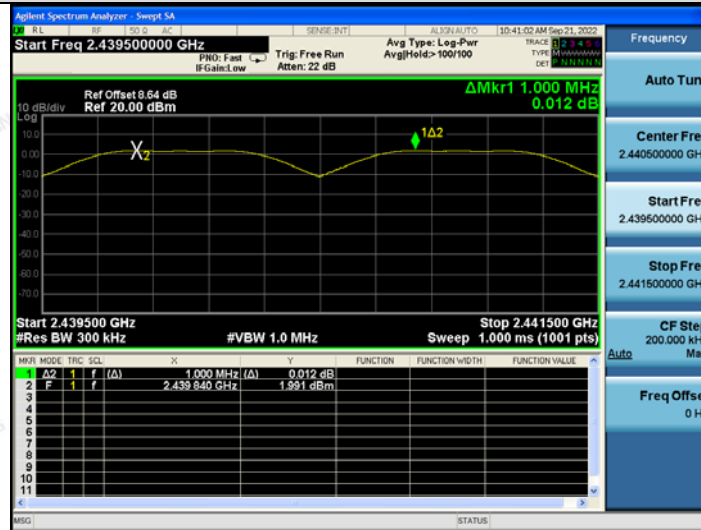 Agilent Spectrum Analyzer - Swept SA
RL RF 50 Ω AC SENSE:INT ALIGNAUTO 10:41:02 AM Sep 21, 2022
Start Freq 2.439500000 GHz
PNO: Fast
IFGain:Low
Trig: Free Run
Atten: 22 dB
Avg Type: Log-Pwr
Avg|Hold:>100/100
TRACE 1 2 3 4 5 6
TYPE
DET P N N N N N
ΔMkr1 1.000 MHz
0.012 dB
Ref Offset 8.64 dB
10 dB/div Ref 20.00 dBm
Log
10.0
0.00
-10.0
-20.0
-30.0
-40.0
-50.0
-60.0
-70.0
X2
1Δ2
Start 2.439500 GHz Stop 2.441500 GHz
#Res BW 300 kHz #VBW 1.0 MHz Sweep 1.000 ms (1001 pts)
MKR MODE TRC SCL X Y FUNCTION FUNCTION WIDTH FUNCTION VALUE
1 Δ2 1 f (Δ) 1.000 MHz (Δ) 0.012 dB
2 F 1 f 2.439 840 GHz 1.991 dBm
3
4
5
6
7
8
9
10
11
MSG STATUS
Frequency
Auto Tun
Center Fre
2.440500000 GH
Start Fre
2.439500000 GH
Stop Fre
2.441500000 GH
CF Ste
200.000 kH
Auto Ma
Freq Offse
0 H